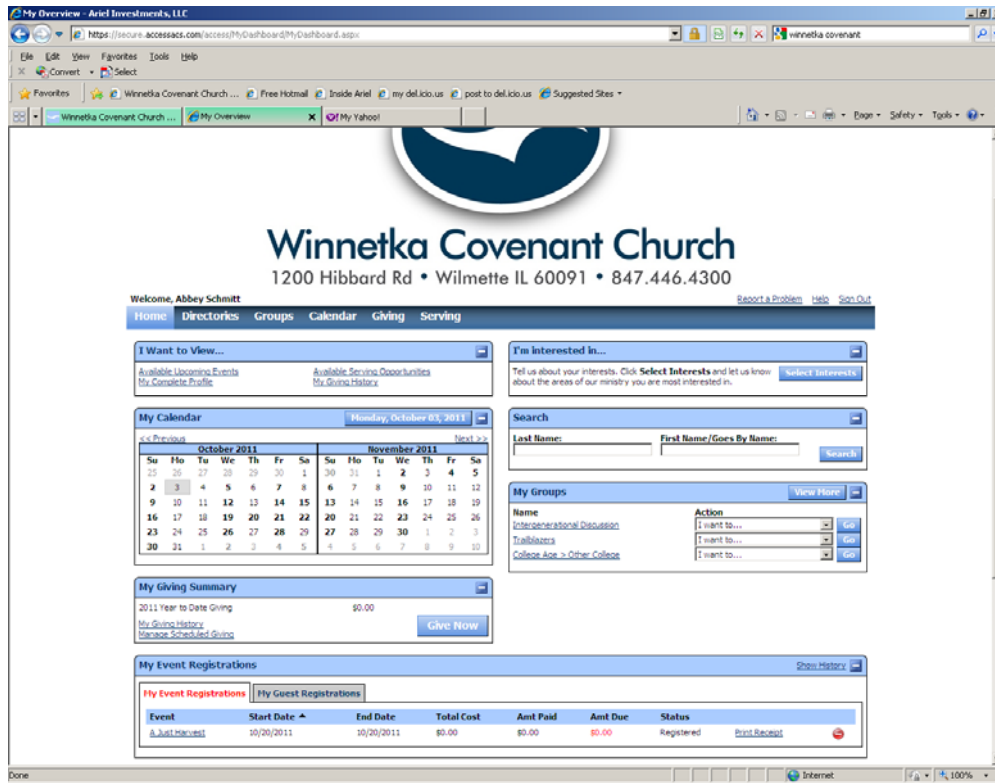 My Overview - Ariel Investments, LLC
https://secure.accessacs.com/access/MyDashboard/MyDashboard.aspx
winnetka covenant
File Edit View Favorites Tools Help
Convert Select
Favorites Winnetka Covenant Church ... Free Hotmail Inside Ariel my del.icio.us post to del.icio.us Suggested Sites
Winnetka Covenant Church ... My Overview My Yahoo! Page Safety Tools
Winnetka Covenant Church
1200 Hibbard Rd • Wilmette IL 60091 • 847.446.4300
Welcome, Abbey Schmitt Report a Problem Help Sign Out
Home Directories Groups Calendar Giving Serving
I Want to View...
Available Upcoming Events Available Serving Opportunities
My Complete Profile My Giving History
I'm interested in...
Tell us about your interests. Click Select Interests and let us know
about the areas of our ministry you are most interested in.
Select Interests
My Calendar Monday, October 03, 2011
<< Previous Next >>
October 2011 November 2011
Su Mo Tu We Th Fr Sa Su Mo Tu We Th Fr Sa
25 26 27 28 29 30 1 30 31 1 2 3 4 5
2 3 4 5 6 7 8 6 7 8 9 10 11 12
9 10 11 12 13 14 15 13 14 15 16 17 18 19
16 17 18 19 20 21 22 20 21 22 23 24 25 26
23 24 25 26 27 28 29 27 28 29 30 1 2 3
30 31 1 2 3 4 5 4 5 6 7 8 9 10
Search
Last Name: First Name/Goes By Name:
Search
My Groups View More
Name Action
Intergenerational Discussion I want to... Go
Trailblazers I want to... Go
College Age > Other College I want to... Go
My Giving Summary
2011 Year to Date Giving $0.00
My Giving History
Manage Scheduled Giving
Give Now
My Event Registrations Show History
My Event Registrations My Guest Registrations
Event Start Date End Date Total Cost Amt Paid Amt Due Status
A Just Harvest 10/20/2011 10/20/2011 $0.00 $0.00 $0.00 Registered Print Receipt
Done Internet 100%